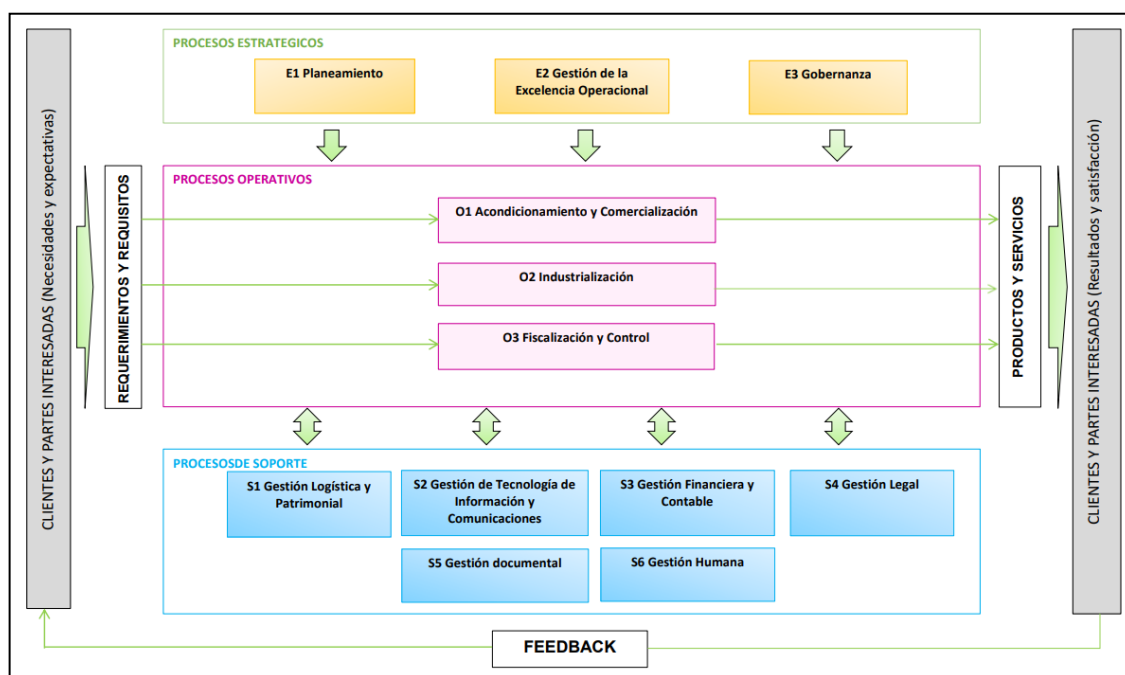 CLIENTES Y PARTES INTERESADAS (Necesidades y expectativas)
REQUERIMIENTOS Y REQUISITOS
PROCESOS ESTRATEGICOS
E1 Planeamiento
E2 Gestión de la
Excelencia Operacional
E3 Gobernanza
PROCESOS OPERATIVOS
O1 Acondicionamiento y Comercialización
O2 Industrialización
O3 Fiscalización y Control
PROCESOSDE SOPORTE
S1 Gestión Logística y
Patrimonial
S2 Gestión de Tecnología de
Información y
Comunicaciones
S3 Gestión Financiera y
Contable
S4 Gestión Legal
S5 Gestión documental
S6 Gestión Humana
PRODUCTOS Y SERVICIOS
CLIENTES Y PARTES INTERESADAS (Resultados y satisfacción)
FEEDBACK